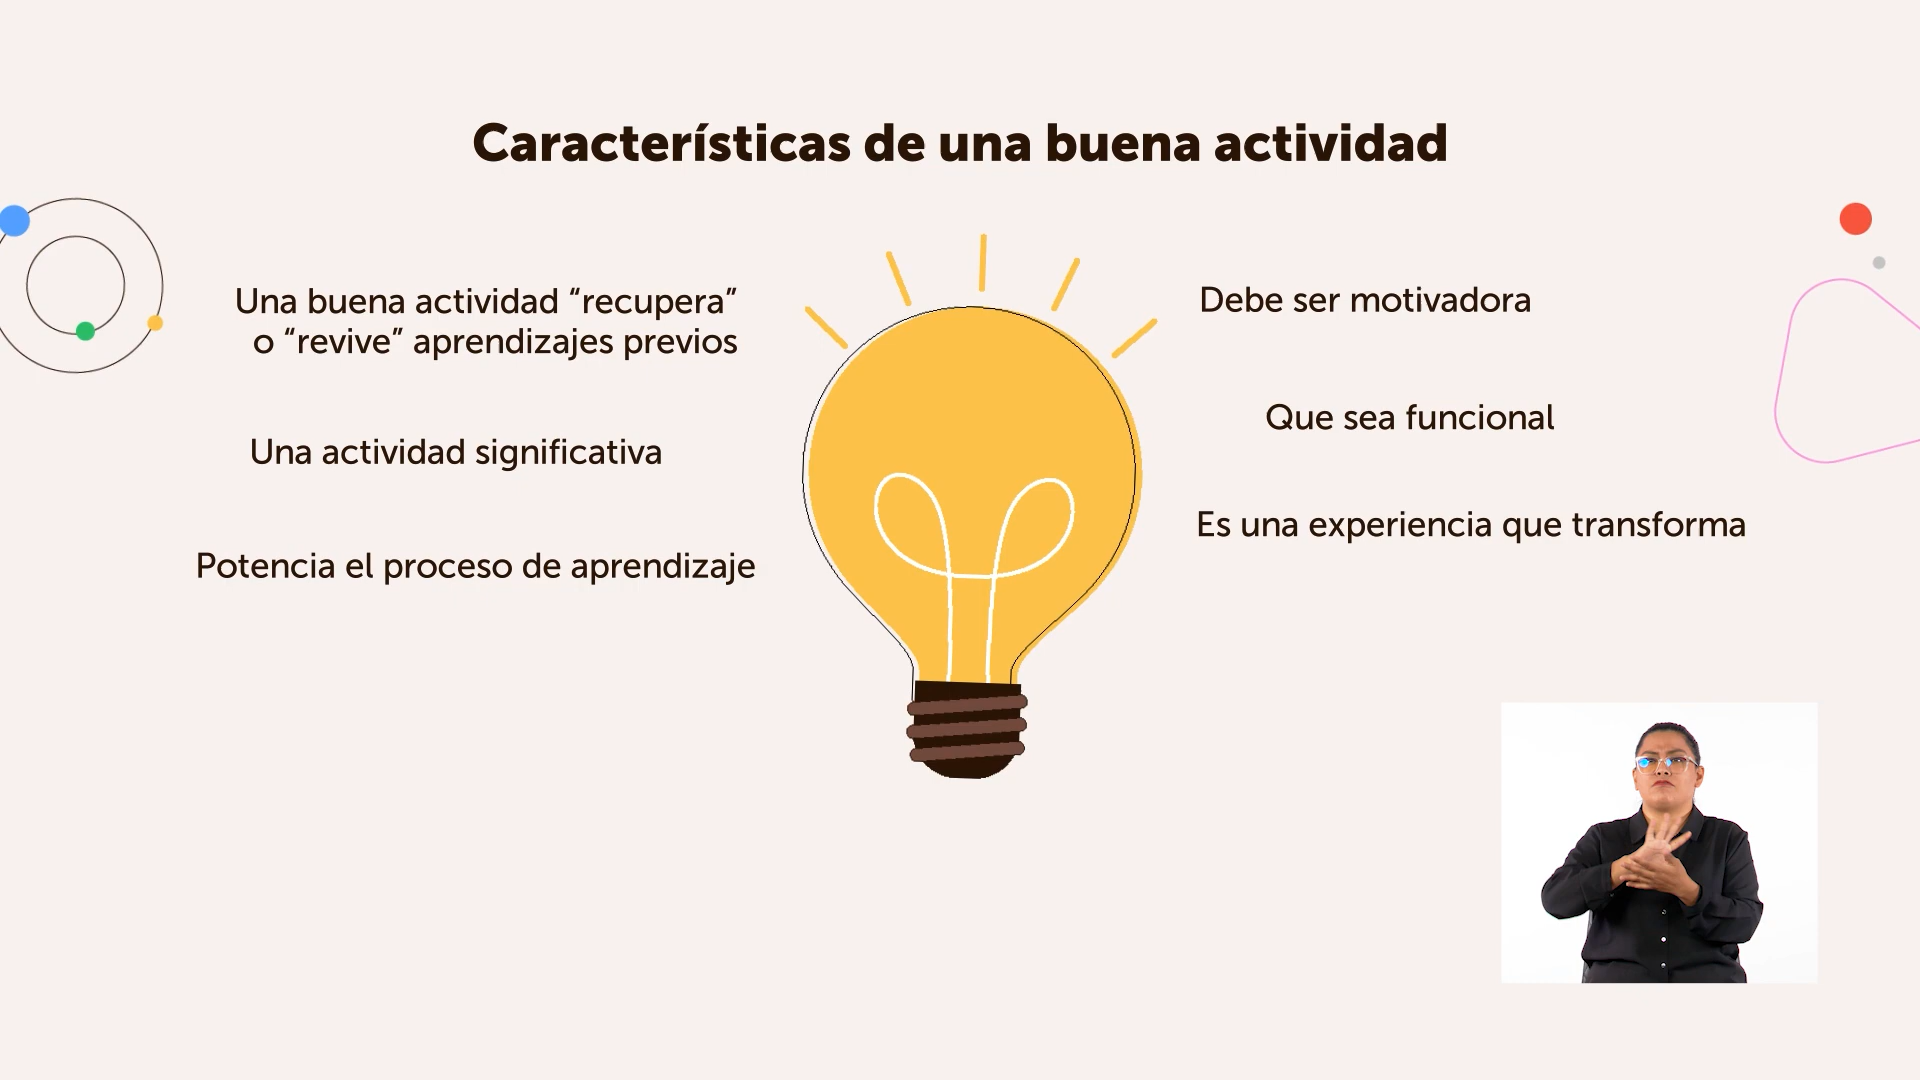 Características de una buena actividad
Una buena actividad “recupera”
o “revive” aprendizajes previos
Una actividad significativa
Potencia el proceso de aprendizaje
Debe ser motivadora
Que sea funcional
Es una experiencia que transforma